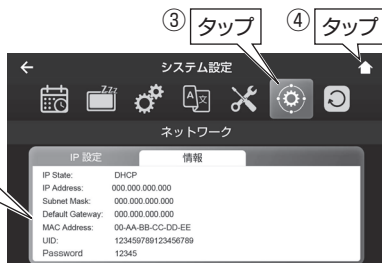 ③ タップ ④ タップ
システム設定
zzz
A 文
ネットワーク
IP 設定 情報
IP State: DHCP
IP Address: 000.000.000.000
Subnet Mask: 000.000.000.000
Default Gateway: 000.000.000.000
MAC Address: 00-AA-BB-CC-DD-EE
UID: 123459789123456789
Password 12345